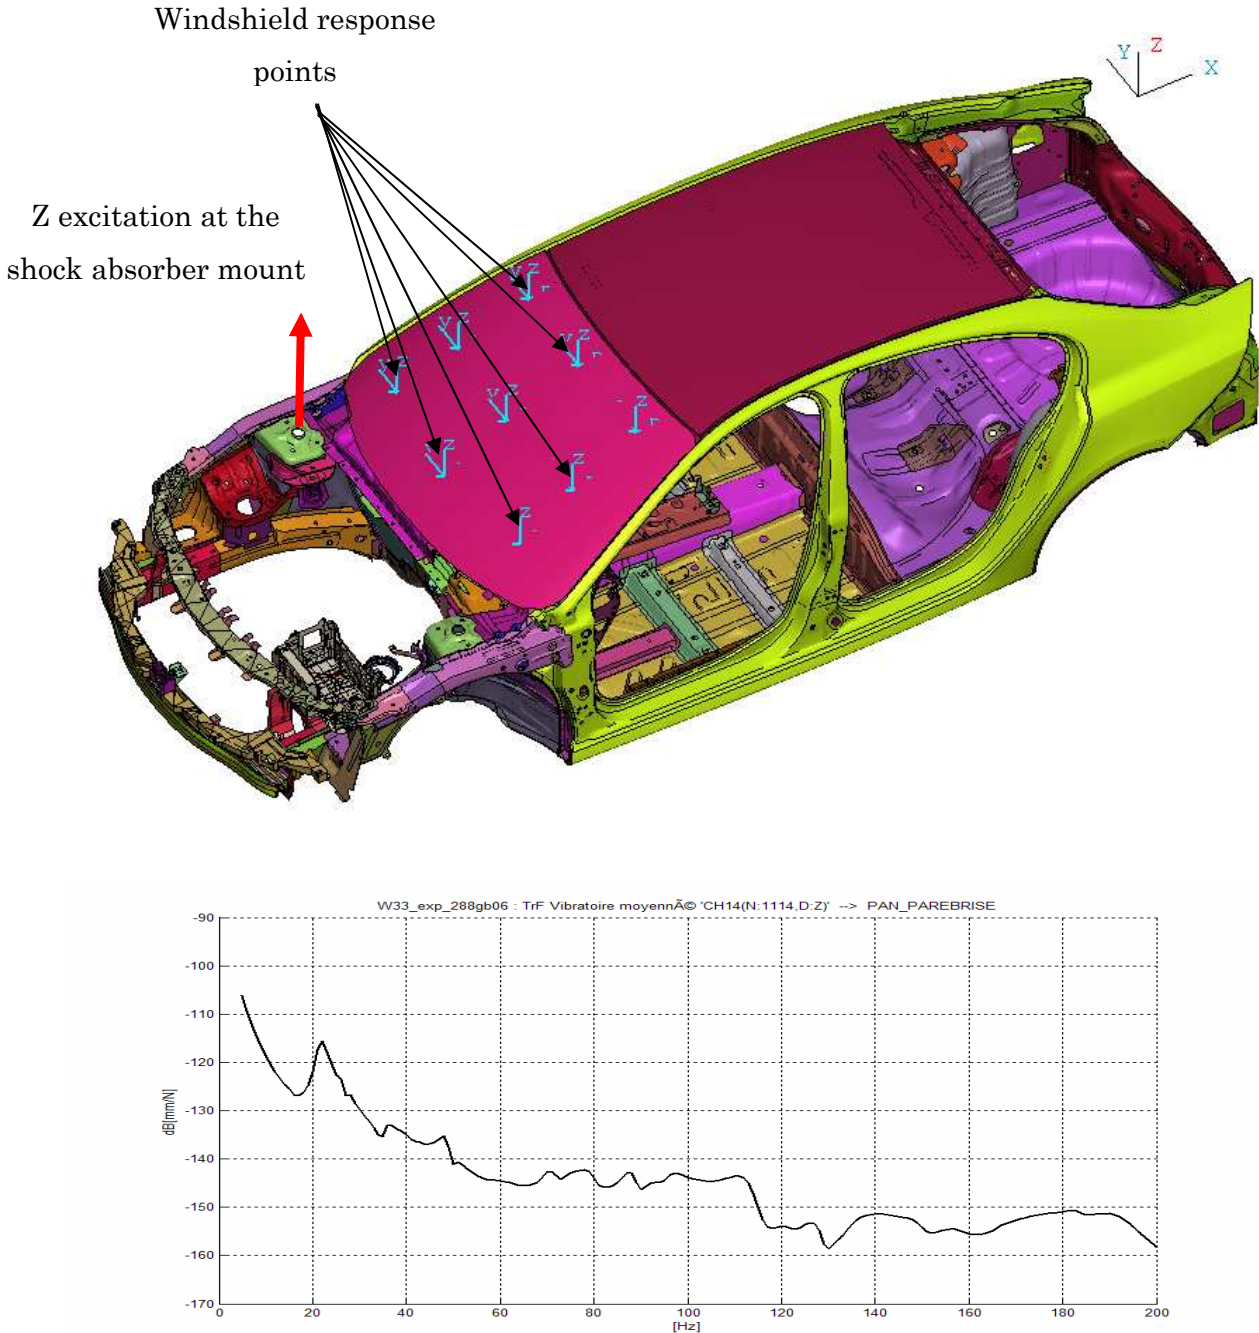 Windshield response
points
Y Z X
Z excitation at the
shock absorber mount
Y Z
Y Z
Y Z
Y Z
Y Z
Z
Y Z
Z
Z
W33_exp_288gb06 : TrF Vibratoire moyennÃ© 'CH14(N:1114,D:Z)' --> PAN_PAREBRISE
-90
-100
-110
-120
-130
-140
-150
-160
-170
dB[mm/N]
0 20 40 60 80 100 120 140 160 180 200
[Hz]